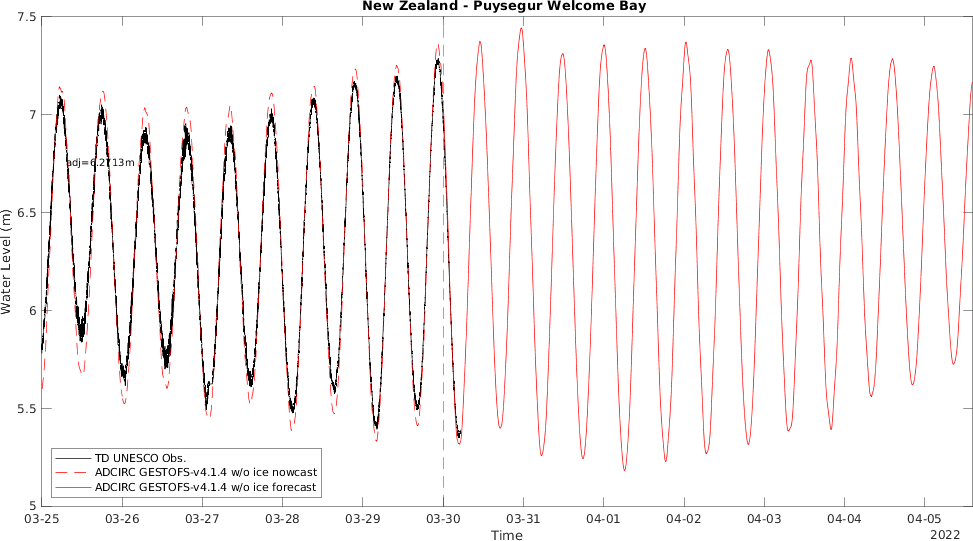 New Zealand - Puysegur Welcome Bay
7.5
7
6.5
6
5.5
5
Water Level (m)
adj=6.2713m
TD UNESCO Obs.
ADCIRC GESTOFS-v4.1.4 w/o ice nowcast
ADCIRC GESTOFS-v4.1.4 w/o ice forecast
03-25 03-26 03-27 03-28 03-29 03-30 03-31 04-01 04-02 04-03 04-04 04-05
2022
Time